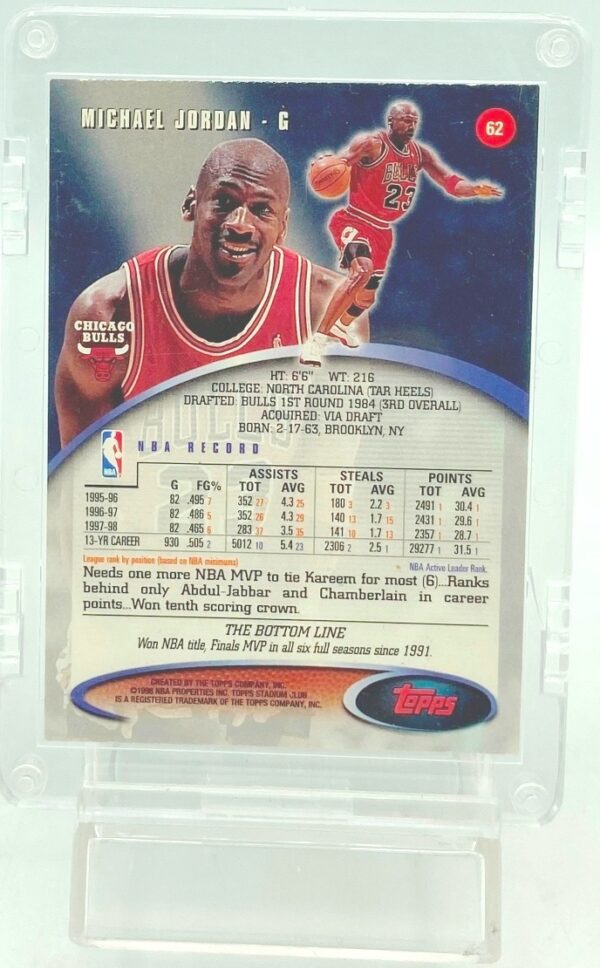 MICHAEL JORDAN - G
62
BULLS
23
CHICAGO
BULLS
HT: 6'6" WT: 216
COLLEGE: NORTH CAROLINA (TAR HEELS)
DRAFTED: BULLS 1ST ROUND 1984 (3RD OVERALL)
ACQUIRED: VIA DRAFT
BORN: 2-17-63, BROOKLYN, NY
NBA
NBA RECORD
ASSISTS STEALS POINTS
G FG% TOT AVG TOT AVG TOT AVG
1995-96 82 .495 7 352 27 4.3 25 180 3 2.2 3 2491 1 30.4 1
1996-97 82 .486 5 352 26 4.3 29 140 13 1.7 15 2431 1 29.6 1
1997-98 82 .465 6 283 37 3.5 35 141 10 1.7 13 2357 1 28.7 1
13-YR CAREER 930 .505 2 5012 10 5.4 23 2306 2 2.5 1 29277 1 31.5 1
League rank by position (based on NBA minimums) NBA Active Leader Rank.
Needs one more NBA MVP to tie Kareem for most (6)...Ranks
behind only Abdul-Jabbar and Chamberlain in career
points...Won tenth scoring crown.
THE BOTTOM LINE
Won NBA title, Finals MVP in all six full seasons since 1991.
CREATED BY THE TOPPS COMPANY, INC.
©1998 NBA PROPERTIES INC. TOPPS STADIUM CLUB
IS A REGISTERED TRADEMARK OF THE TOPPS COMPANY, INC.
Topps